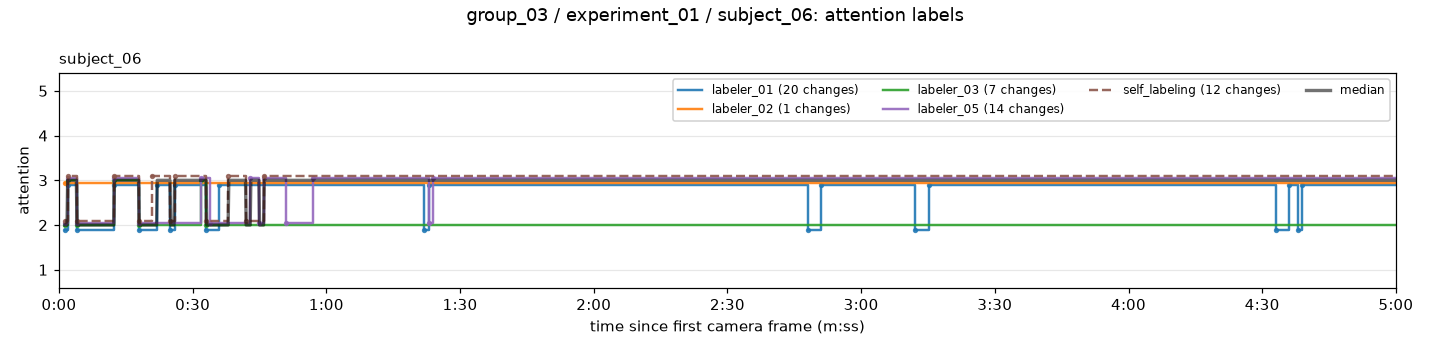 group_03 / experiment_01 / subject_06: attention labels
subject_06
labeler_01 (20 changes)
labeler_02 (1 changes)
labeler_03 (7 changes)
labeler_05 (14 changes)
self_labeling (12 changes)
median
attention
5
4
3
2
1
0:00 0:30 1:00 1:30 2:00 2:30 3:00 3:30 4:00 4:30 5:00
time since first camera frame (m:ss)